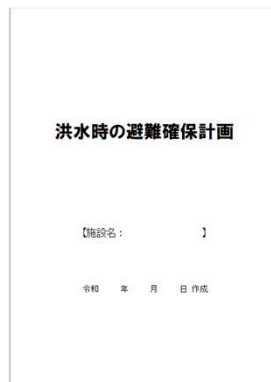 洪水時の避難確保計画
【施設名： 】
令和 年 月 日 作成